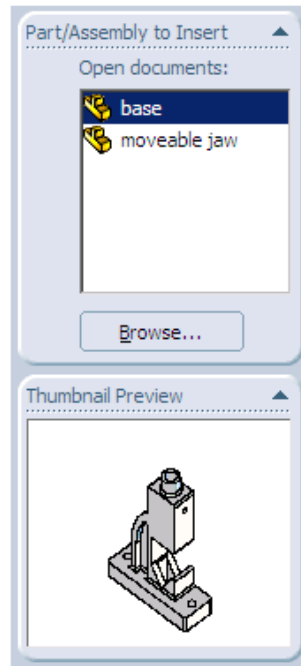 Part/Assembly to Insert
Open documents:
base
moveable jaw
Browse...
Thumbnail Preview